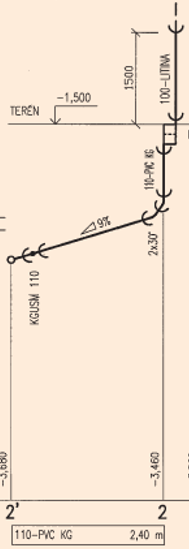 1500
100-LITINA
-1,500
TERÉN
110-PVC KG
9%
2x30°
KGUSM 110
-3,680
-3,460
2'
2
110-PVC KG
2,40 m